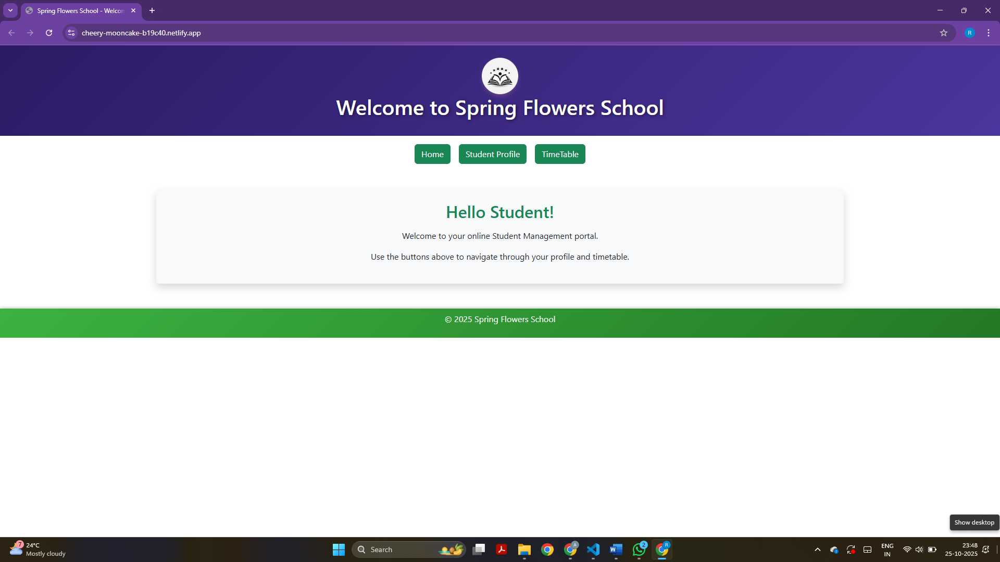 Spring Flowers School - Welcon
cheery-mooncake-b19c40.netlify.app
R
Welcome to Spring Flowers School
Home
Student Profile
TimeTable
Hello Student!
Welcome to your online Student Management portal.
Use the buttons above to navigate through your profile and timetable.
© 2025 Spring Flowers School
Show desktop
7
24°C
Mostly cloudy
Search
A
W
2
R
ENG
IN
23:48
25-10-2025